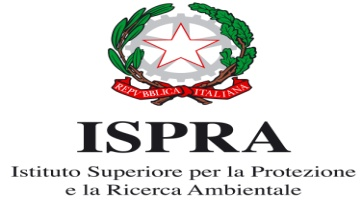 REPVBBLICA ITALIANA
ISPRA
Istituto Superiore per la Protezione
e la Ricerca Ambientale